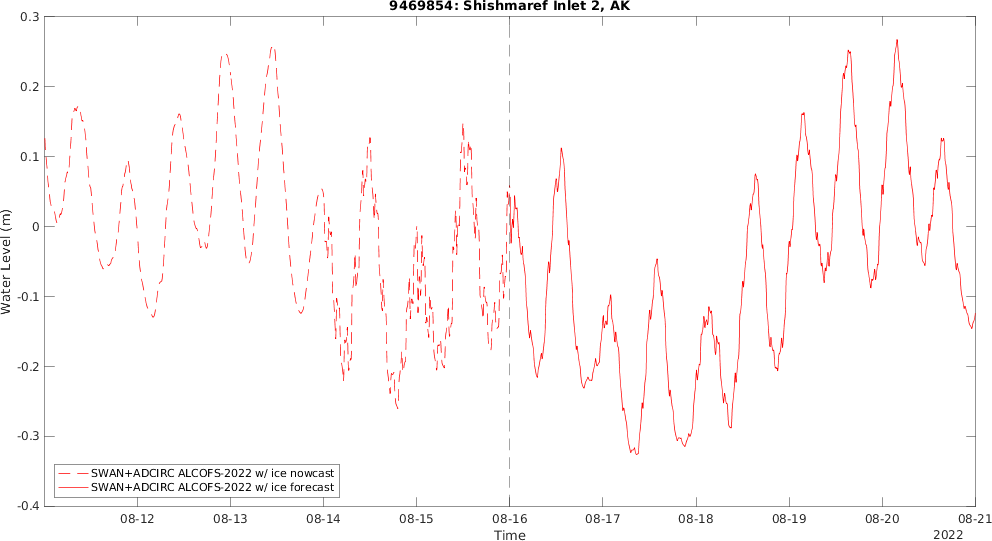 9469854: Shishmaref Inlet 2, AK
0.3
0.2
0.1
0
-0.1
-0.2
-0.3
-0.4
Water Level (m)
SWAN+ADCIRC ALCOFS-2022 w/ ice nowcast
SWAN+ADCIRC ALCOFS-2022 w/ ice forecast
08-12 08-13 08-14 08-15 08-16 08-17 08-18 08-19 08-20 08-21
Time
2022